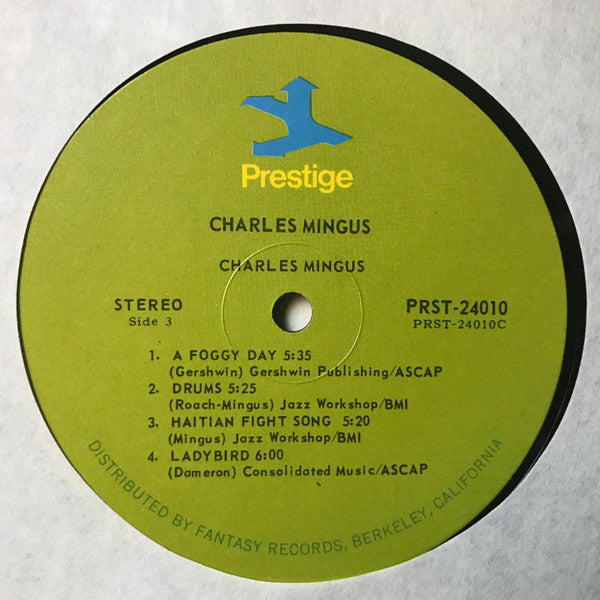 Prestige
CHARLES MINGUS
CHARLES MINGUS
STEREO
Side 3
PRST-24010
PRST-24010C
1. A FOGGY DAY 5:35
(Gershwin) Gershwin Publishing/ASCAP
2. DRUMS 5:25
(Roach-Mingus) Jazz Workshop/BMI
3. HAITIAN FIGHT SONG 5:20
(Mingus) Jazz Workshop/BMI
4. LADYBIRD 6:00
(Dameron) Consolidated Music/ASCAP
DISTRIBUTED BY FANTASY RECORDS, BERKELEY, CALIFORNIA